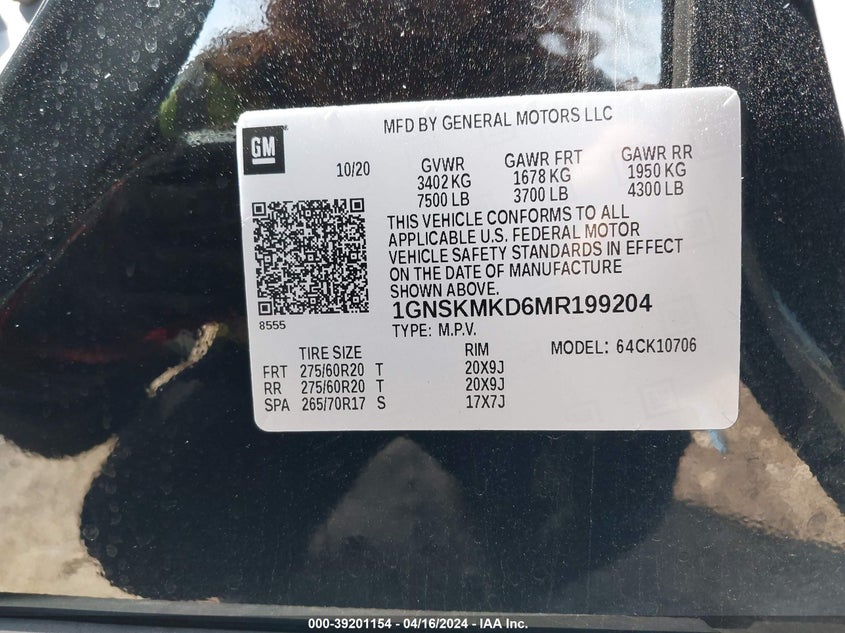 MFD BY GENERAL MOTORS LLC
GM
10/20
GVWR
3402 KG
7500 LB
GAWR FRT
1678 KG
3700 LB
GAWR RR
1950 KG
4300 LB
THIS VEHICLE CONFORMS TO ALL
APPLICABLE U.S. FEDERAL MOTOR
VEHICLE SAFETY STANDARDS IN EFFECT
ON THE DATE OF MANUFACTURE
SHOWN ABOVE.
8555
1GNSKMKD6MR199204
TYPE: M.P.V.
MODEL: 64CK10706
TIRE SIZE RIM
FRT 275/60R20 T 20X9J
RR 275/60R20 T 20X9J
SPA 265/70R17 S 17X7J
000-39201154 - 04/16/2024 - IAA Inc.